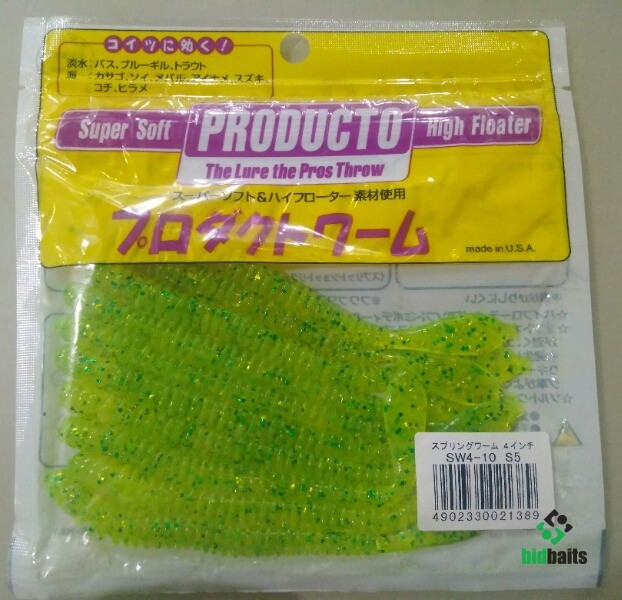 コイツに効く!
淡水:バス、ブルーギル、トラウト
海:カサゴ、ソイ、メバル、アイナメ、スズキ
コチ、ヒラメ
Super Soft PRODUCTO High Floater
The Lure the Pros Throw
スーパーソフト&ハイフローター素材使用
プロダクトワーム
made in U.S.A.
スプリングワーム 4インチ
SW4-10 S5
4902330021389
bidbaits